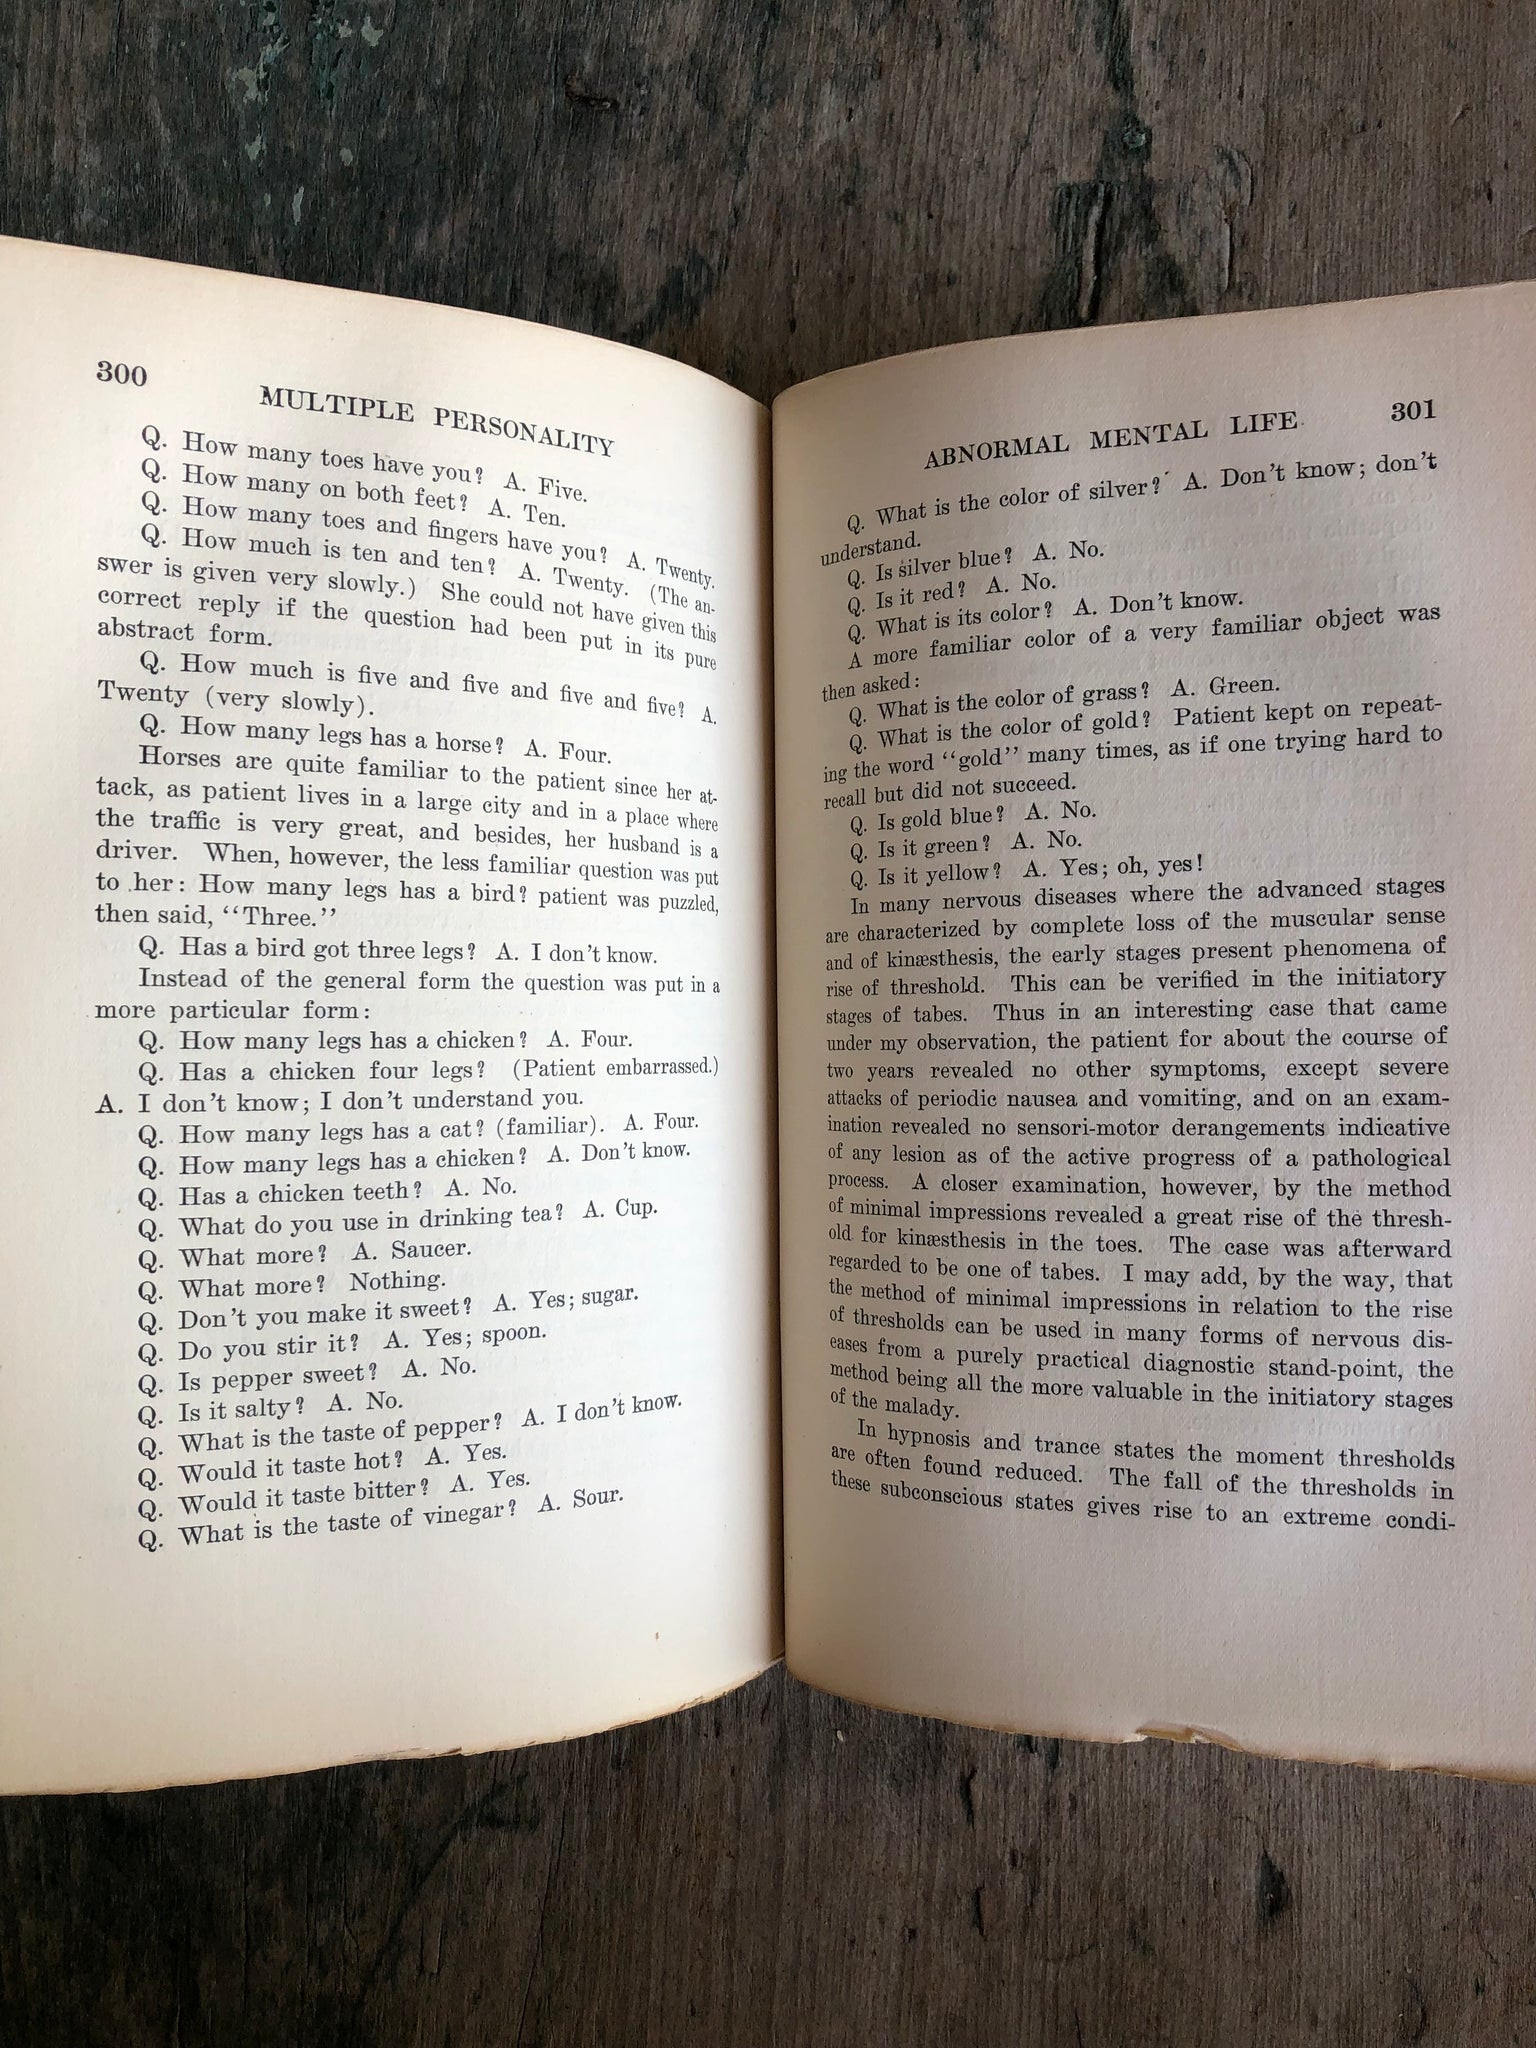 300
MULTIPLE PERSONALITY
Q. How many toes have you? A. Five.
Q. How many on both feet? A. Ten.
Q. How many toes and fingers have you? A. Twenty.
Q. How much is ten and ten? A. Twenty. (The an-
swer is given very slowly.) She could not have given this
correct reply if the question had been put in its pure
abstract form.
Q. How much is five and five and five and five? A.
Twenty (very slowly).
Q. How many legs has a horse? A. Four.
Horses are quite familiar to the patient since her at-
tack, as patient lives in a large city and in a place where
the traffic is very great, and besides, her husband is a
driver. When, however, the less familiar question was put
to her: How many legs has a bird? patient was puzzled,
then said, "Three."
Q. Has a bird got three legs? A. I don't know.
Instead of the general form the question was put in a
more particular form:
Q. How many legs has a chicken? A. Four.
Q. Has a chicken four legs? (Patient embarrassed.)
A. I don't know; I don't understand you.
Q. How many legs has a cat? (familiar). A. Four.
Q. How many legs has a chicken? A. Don't know.
Q. Has a chicken teeth? A. No.
Q. What do you use in drinking tea? A. Cup.
Q. What more? A. Saucer.
Q. What more? Nothing.
Q. Don't you make it sweet? A. Yes; sugar.
Q. Do you stir it? A. Yes; spoon.
Q. Is pepper sweet? A. No.
Q. Is it salty? A. No.
Q. What is the taste of pepper? A. I don't know.
Q. Would it taste hot? A. Yes.
Q. Would it taste bitter? A. Yes.
Q. What is the taste of vinegar? A. Sour.
ABNORMAL MENTAL LIFE
301
Q. What is the color of silver? A. Don't know; don't
understand.
Q. Is silver blue? A. No.
Q. Is it red? A. No.
Q. What is its color? A. Don't know.
A more familiar color of a very familiar object was
then asked:
Q. What is the color of grass? A. Green.
Q. What is the color of gold? Patient kept on repeat-
ing the word "gold" many times, as if one trying hard to
recall but did not succeed.
Q. Is gold blue? A. No.
Q. Is it green? A. No.
Q. Is it yellow? A. Yes; oh, yes!
In many nervous diseases where the advanced stages
are characterized by complete loss of the muscular sense
and of kinæsthesis, the early stages present phenomena of
rise of threshold. This can be verified in the initiatory
stages of tabes. Thus in an interesting case that came
under my observation, the patient for about the course of
two years revealed no other symptoms, except severe
attacks of periodic nausea and vomiting, and on an exam-
ination revealed no sensori-motor derangements indicative
of any lesion as of the active progress of a pathological
process. A closer examination, however, by the method
of minimal impressions revealed a great rise of the thresh-
old for kinæsthesis in the toes. The case was afterward
regarded to be one of tabes. I may add, by the way, that
the method of minimal impressions in relation to the rise
of thresholds can be used in many forms of nervous dis-
eases from a purely practical diagnostic stand-point, the
method being all the more valuable in the initiatory stages
of the malady.
In hypnosis and trance states the moment thresholds
are often found reduced. The fall of the thresholds in
these subconscious states gives rise to an extreme condi-